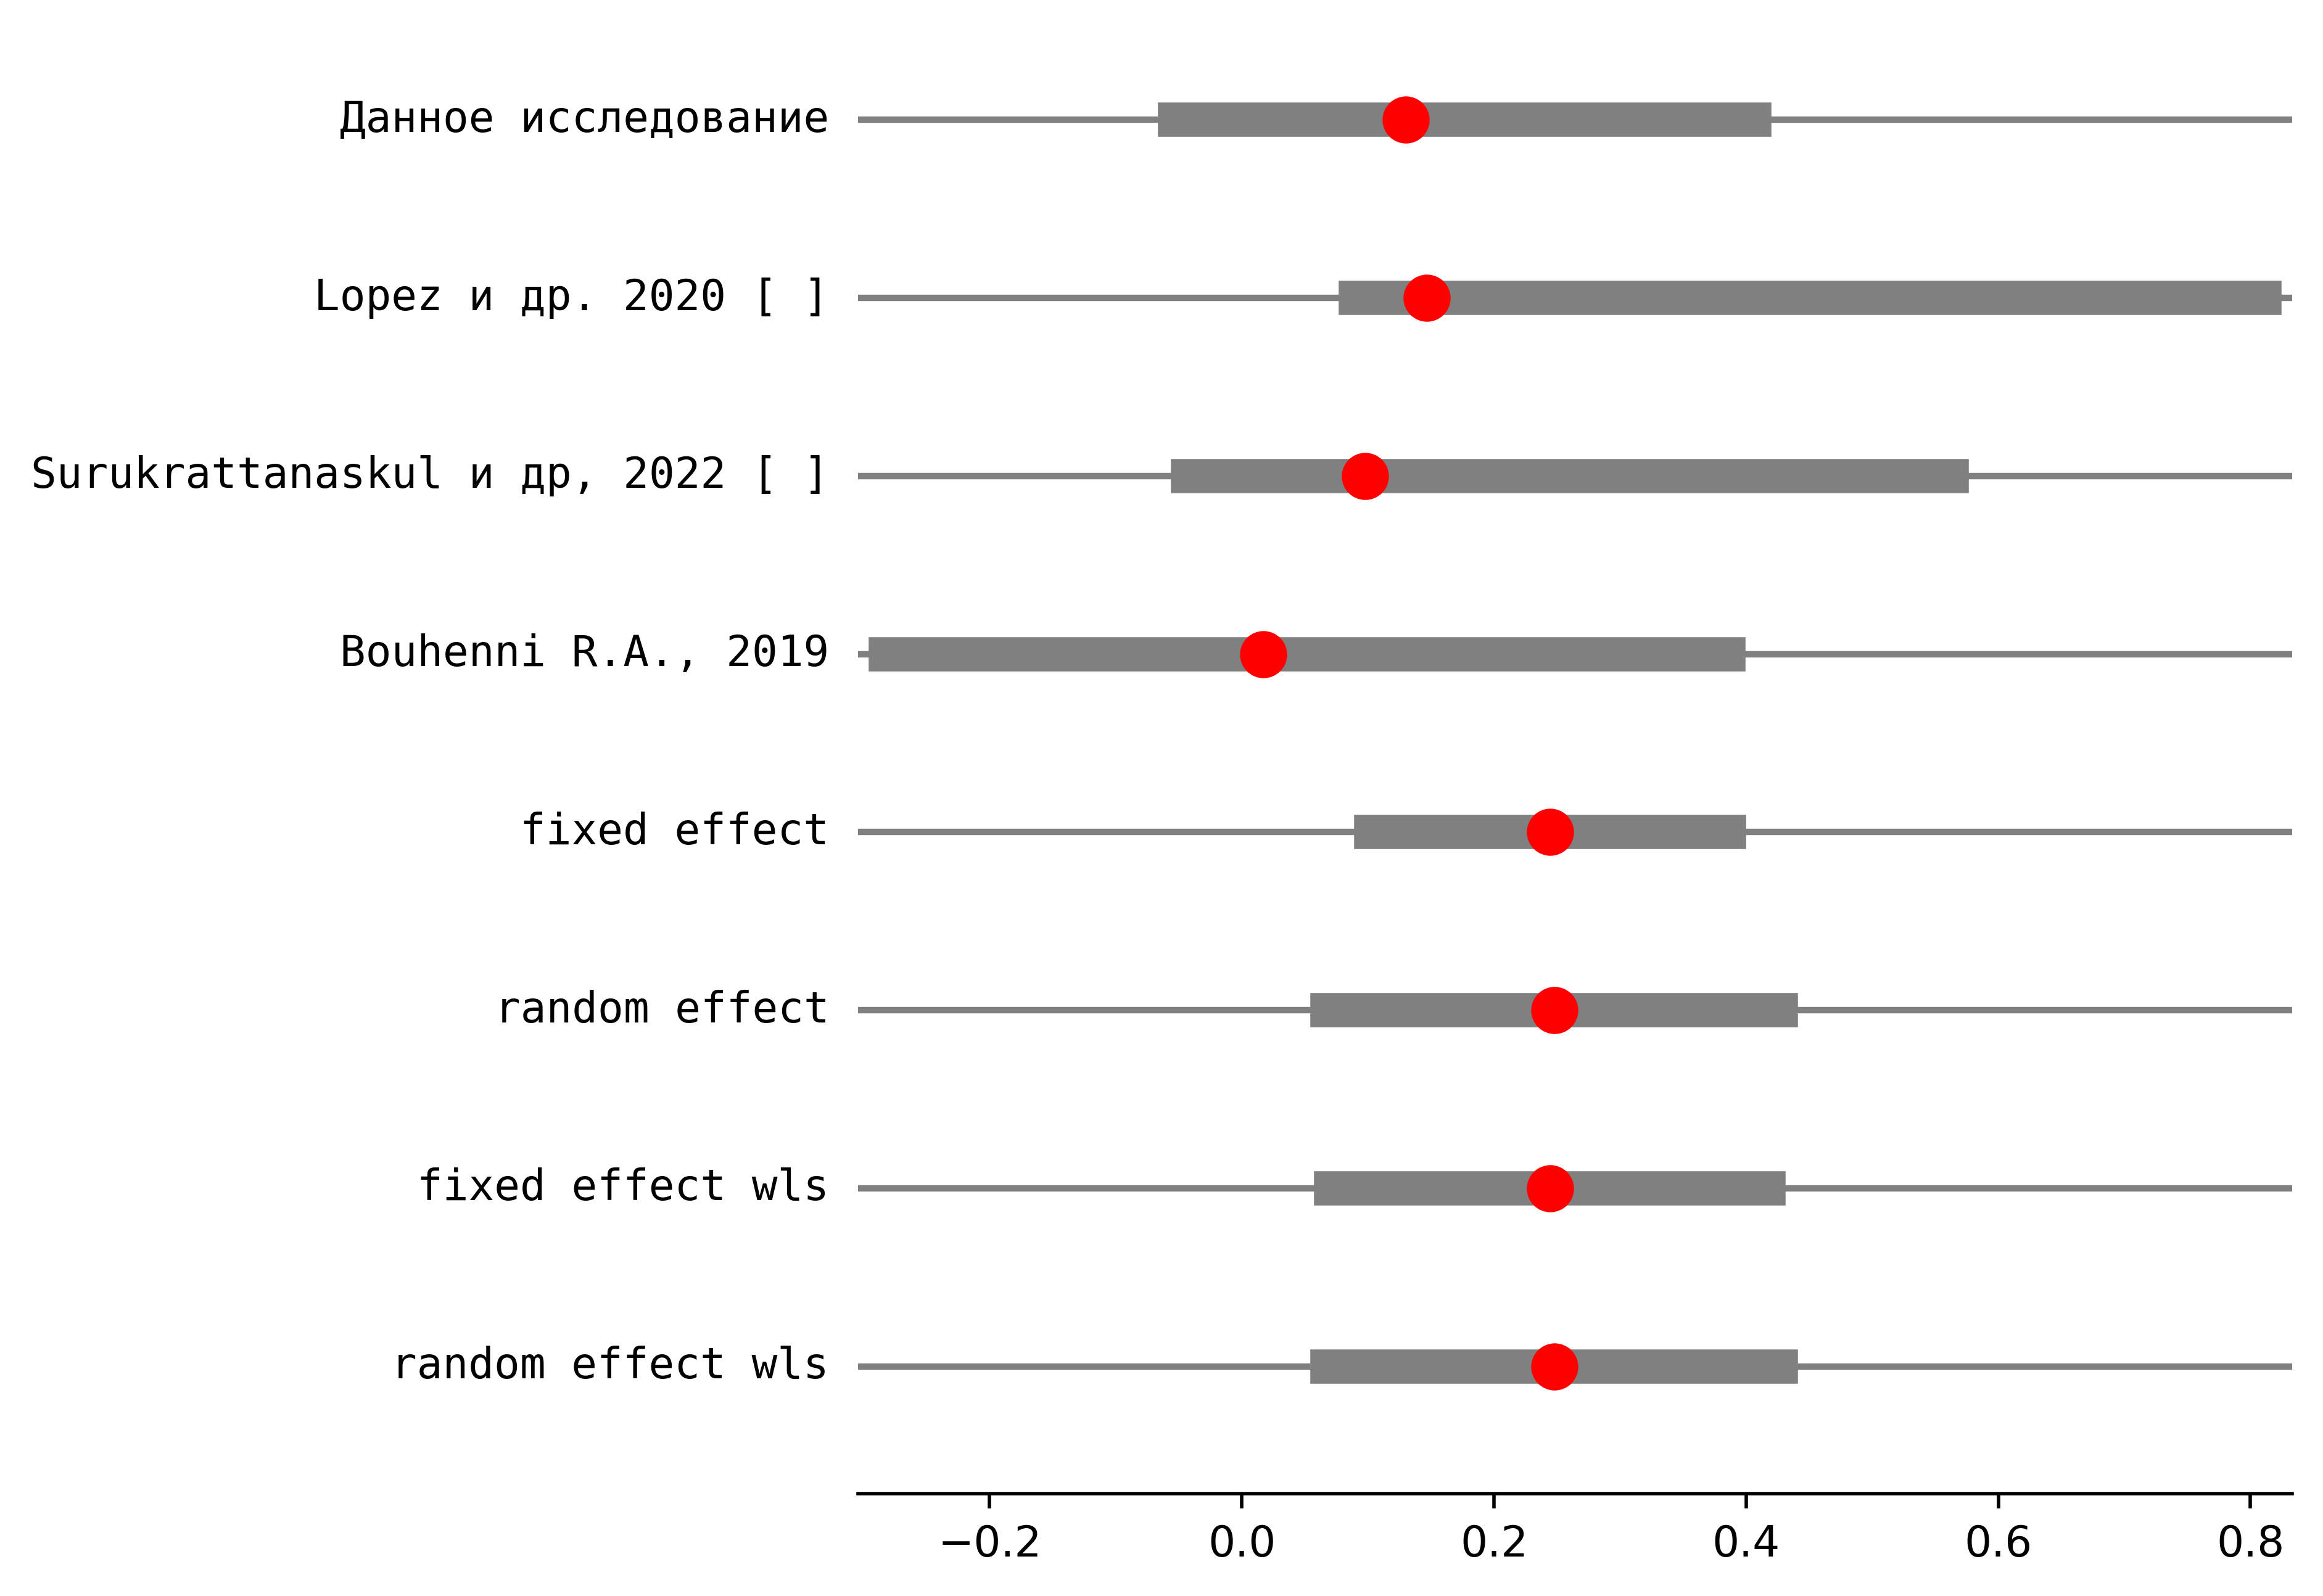 Данное исследование
Lopez и др. 2020 [ ]
Surukrattanaskul и др, 2022 [ ]
Bouhenni R.A., 2019
fixed effect
random effect
fixed effect wls
random effect wls
−0.2 0.0 0.2 0.4 0.6 0.8